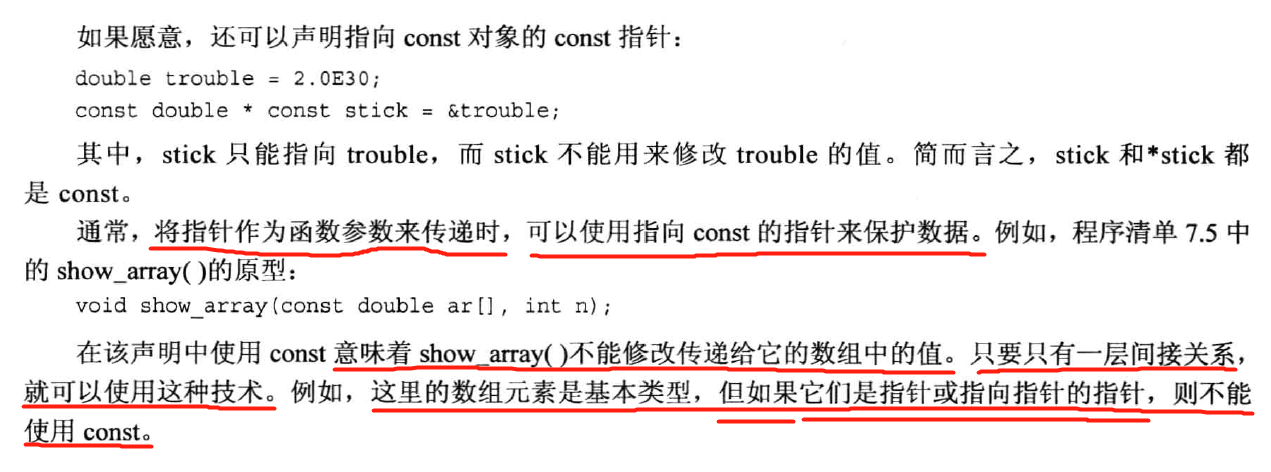 如果愿意，还可以声明指向 const 对象的 const 指针：
double trouble = 2.0E30;
const double * const stick = &trouble;
其中，stick 只能指向 trouble，而 stick 不能用来修改 trouble 的值。简而言之，stick 和*stick 都
是 const。
通常，将指针作为函数参数来传递时，可以使用指向 const 的指针来保护数据。例如，程序清单 7.5 中
的 show_array( )的原型：
void show_array(const double ar[], int n);
在该声明中使用 const 意味着 show_array( )不能修改传递给它的数组中的值。只要只有一层间接关系，
就可以使用这种技术。例如，这里的数组元素是基本类型，但如果它们是指针或指向指针的指针，则不能
使用 const。